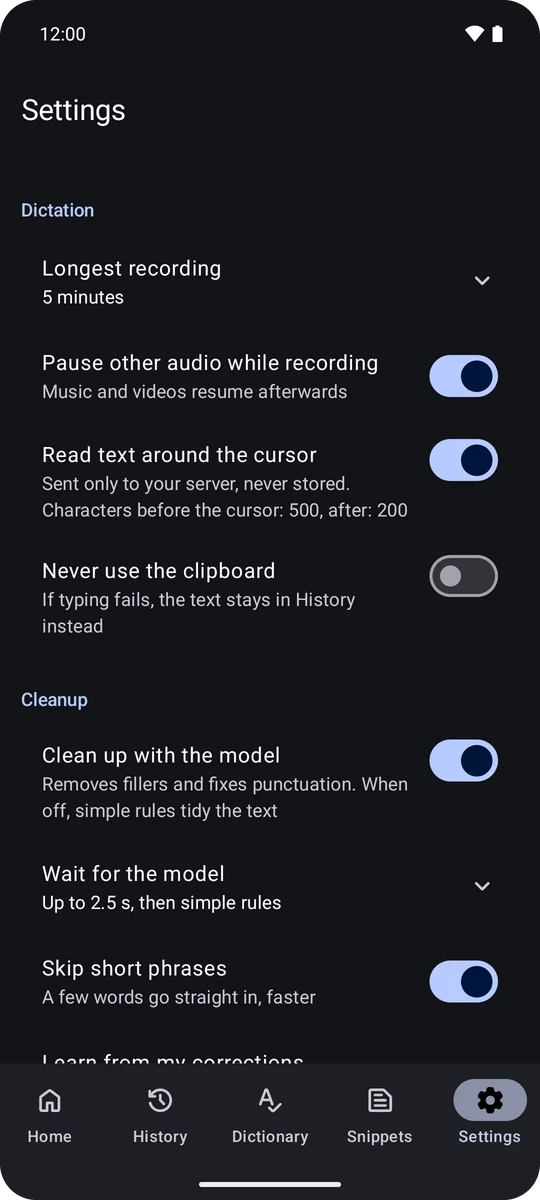 12:00
Settings
Dictation
Longest recording
5 minutes
Pause other audio while recording
Music and videos resume afterwards
Read text around the cursor
Sent only to your server, never stored.
Characters before the cursor: 500, after: 200
Never use the clipboard
If typing fails, the text stays in History
instead
Cleanup
Clean up with the model
Removes fillers and fixes punctuation. When
off, simple rules tidy the text
Wait for the model
Up to 2.5 s, then simple rules
Skip short phrases
A few words go straight in, faster
Learn from my corrections
Home
History
Dictionary
Snippets
Settings